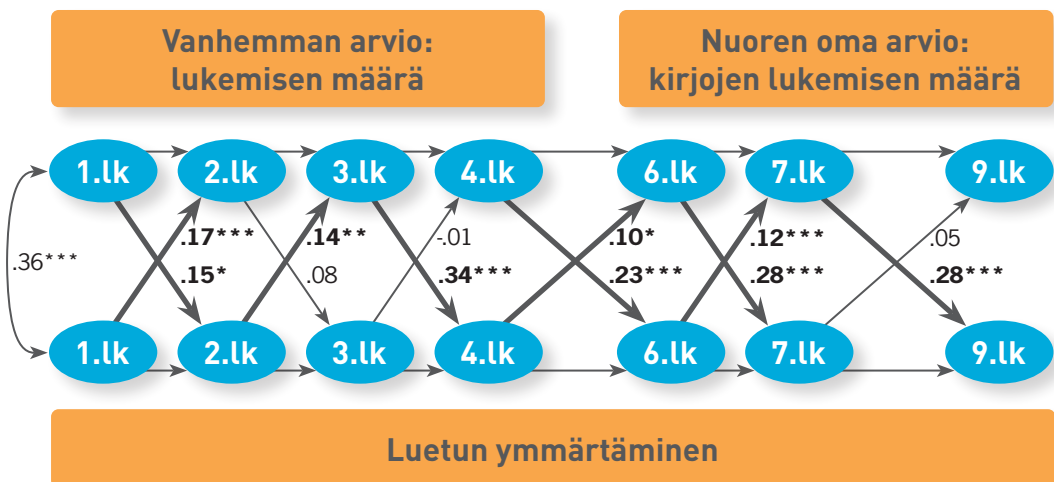 Vanhemman arvio:
lukemisen määrä
Nuoren oma arvio:
kirjojen lukemisen määrä
1.lk 2.lk 3.lk 4.lk 6.lk 7.lk 9.lk
.17*** .14** -.01 .10* .12*** .05
.36***
.15* .08 .34*** .23*** .28*** .28***
1.lk 2.lk 3.lk 4.lk 6.lk 7.lk 9.lk
Luetun ymmärtäminen